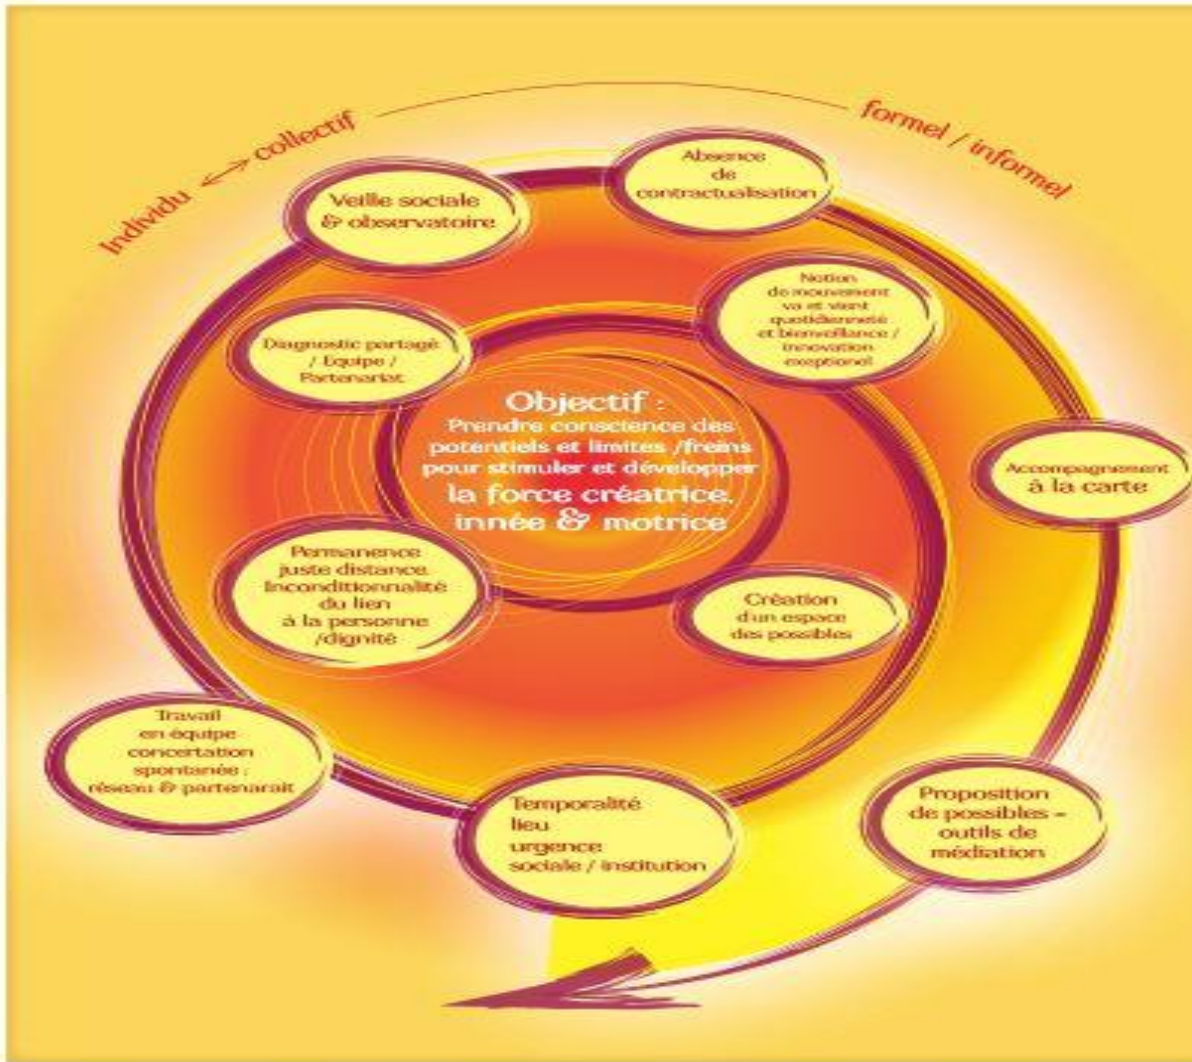 Individu <-> collectif
formel / informel
Veille sociale
& observatoire
Absence
de
contractualisation
Notion
de mouvement
va et vient
quotidienneté
et bienveillance /
innovation
exeptionel
Diagnostic partagé
/ Equipe /
Partenariat
Objectif :
Prendre conscience des
potentiels et limites /freins
pour stimuler et développer
la force créatrice,
innée & motrice
Accompagnement
à la carte
Permanence
juste distance
Inconditionnalité
du lien
à la personne
/dignité
Création
d'un espace
des possibles
Travail
en équipe
concertation
spontanée :
réseau & partenarait
Temporalité
lieu
urgence
sociale / institution
Proposition
de possibles -
outils de
médiation